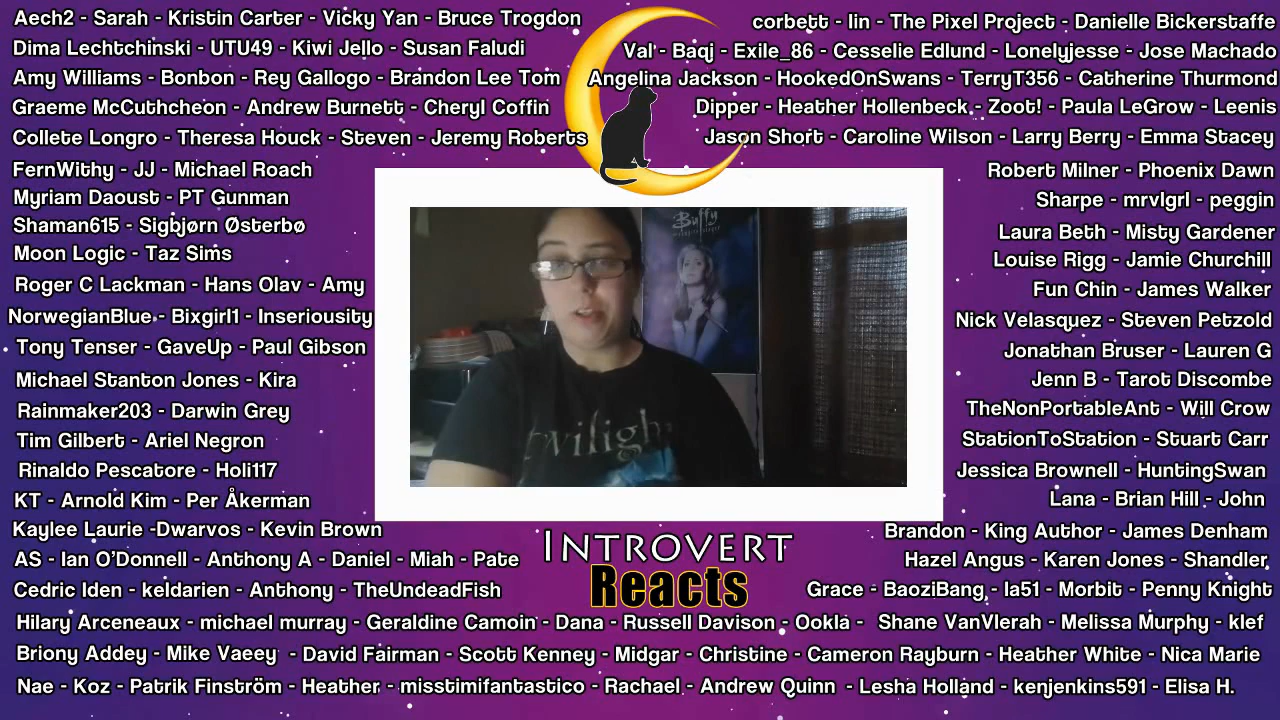 Aech2 - Sarah - Kristin Carter - Vicky Yan - Bruce Trogdon
Dima Lechtchinski - UTU49 - Kiwi Jello - Susan Faludi
Amy Williams - Bonbon - Rey Gallogo - Brandon Lee Tom
Graeme McCuthcheon - Andrew Burnett - Cheryl Coffin
Collete Longro - Theresa Houck - Steven - Jeremy Roberts
FernWithy - JJ - Michael Roach
Myriam Daoust - PT Gunman
Shaman615 - Sigbjørn Østerbø
Moon Logic - Taz Sims
Roger C Lackman - Hans Olav - Amy
NorwegianBlue - Bixgirl1 - Inseriousity
Tony Tenser - GaveUp - Paul Gibson
Michael Stanton Jones - Kira
Rainmaker203 - Darwin Grey
Tim Gilbert - Ariel Negron
Rinaldo Pescatore - Holi117
KT - Arnold Kim - Per Åkerman
Kaylee Laurie -Dwarvos - Kevin Brown
AS - Ian O'Donnell - Anthony A - Daniel - Miah - Pate
Cedric Iden - keldarien - Anthony - TheUndeadFish
corbett - lin - The Pixel Project - Danielle Bickerstaffe
Val - Baqj - Exile_86 - Cesselie Edlund - Lonelyjesse - Jose Machado
Angelina Jackson - HookedOnSwans - TerryT356 - Catherine Thurmond
Dipper - Heather Hollenbeck - Zoot! - Paula LeGrow - Leenis
Jason Short - Caroline Wilson - Larry Berry - Emma Stacey
Robert Milner - Phoenix Dawn
Sharpe - mrvlgrl - peggin
Laura Beth - Misty Gardener
Louise Rigg - Jamie Churchill
Fun Chin - James Walker
Nick Velasquez - Steven Petzold
Jonathan Bruser - Lauren G
Jenn B - Tarot Discombe
TheNonPortableAnt - Will Crow
StationToStation - Stuart Carr
Jessica Brownell - HuntingSwan
Lana - Brian Hill - John
Brandon - King Author - James Denham
Hazel Angus - Karen Jones - Shandler
Grace - BaoziBang - la51 - Morbit - Penny Knight
Buffy
twilight
INTROVERT
Reacts
Hilary Arceneaux - michael murray - Geraldine Camoin - Dana - Russell Davison - Ookla - Shane VanVlerah - Melissa Murphy - klef
Briony Addey - Mike Vaeey - David Fairman - Scott Kenney - Midgar - Christine - Cameron Rayburn - Heather White - Nica Marie
Nae - Koz - Patrik Finström - Heather - misstimifantastico - Rachael - Andrew Quinn - Lesha Holland - kenjenkins591 - Elisa H.